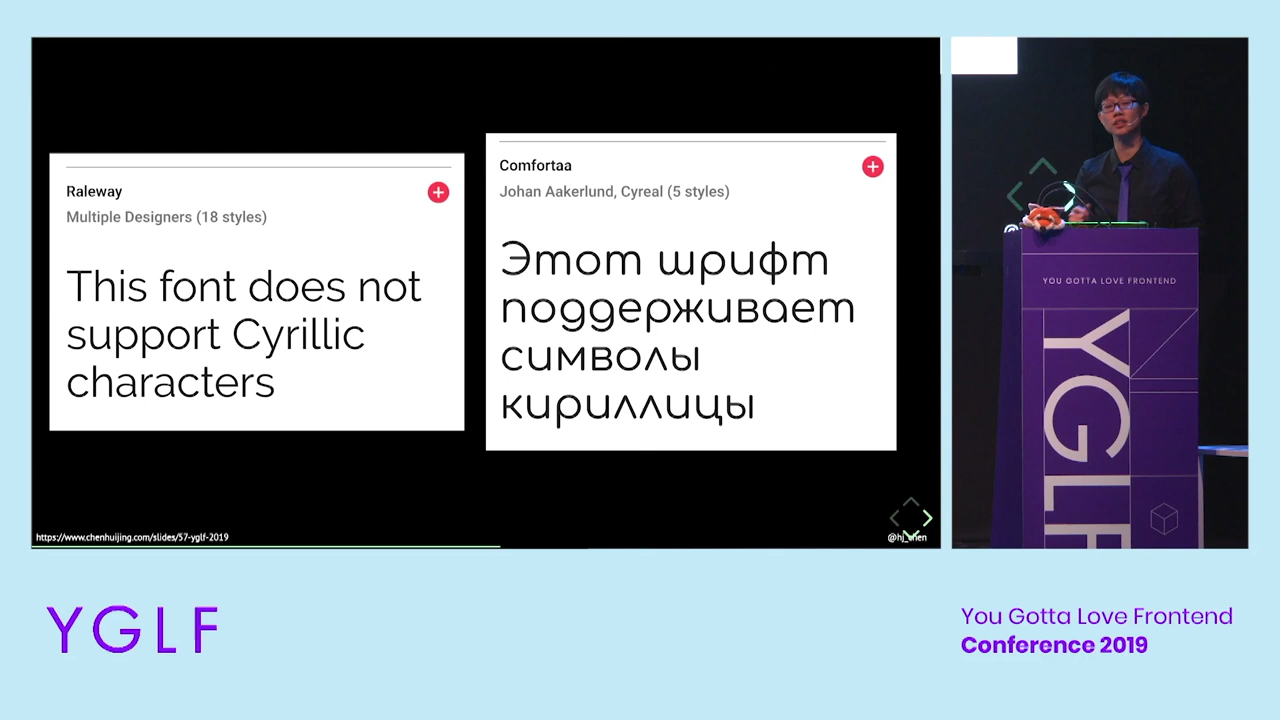 Raleway
Multiple Designers (18 styles)
This font does not
support Cyrillic
characters
Comfortaa
Johan Aakerlund, Cyreal (5 styles)
Этот шрифт
поддерживает
символы
кириллицы
https://www.chenhuijing.com/slides/57-yglf-2019
@hj_chen
YOU GOTTA LOVE FRONTEND
YGLF
YGLF
You Gotta Love Frontend
Conference 2019